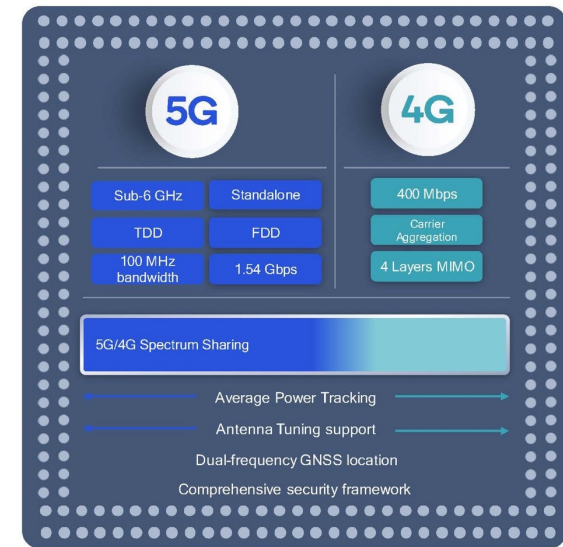 5G
4G
Sub-6 GHz
Standalone
400 Mbps
TDD
FDD
Carrier
Aggregation
100 MHz
bandwidth
1.54 Gbps
4 Layers MIMO
5G/4G Spectrum Sharing
Average Power Tracking
Antenna Tuning support
Dual-frequency GNSS location
Comprehensive security framework